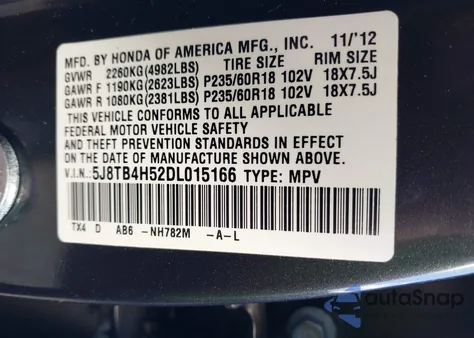 MFD. BY HONDA OF AMERICA MFG., INC. 11/'12
GVWR 2260KG(4982LBS) TIRE SIZE RIM SIZE
GAWR F 1190KG(2623LBS) P235/60R18 102V 18X7.5J
GAWR R 1080KG(2381LBS) P235/60R18 102V 18X7.5J
THIS VEHICLE CONFORMS TO ALL APPLICABLE
FEDERAL MOTOR VEHICLE SAFETY
AND THEFT PREVENTION STANDARDS IN EFFECT ON
THE DATE OF MANUFACTURE SHOWN ABOVE.
V.I.N.:5J8TB4H52DL015166 TYPE: MPV
TX4 D AB6 -NH782M -A-L
autoSnap